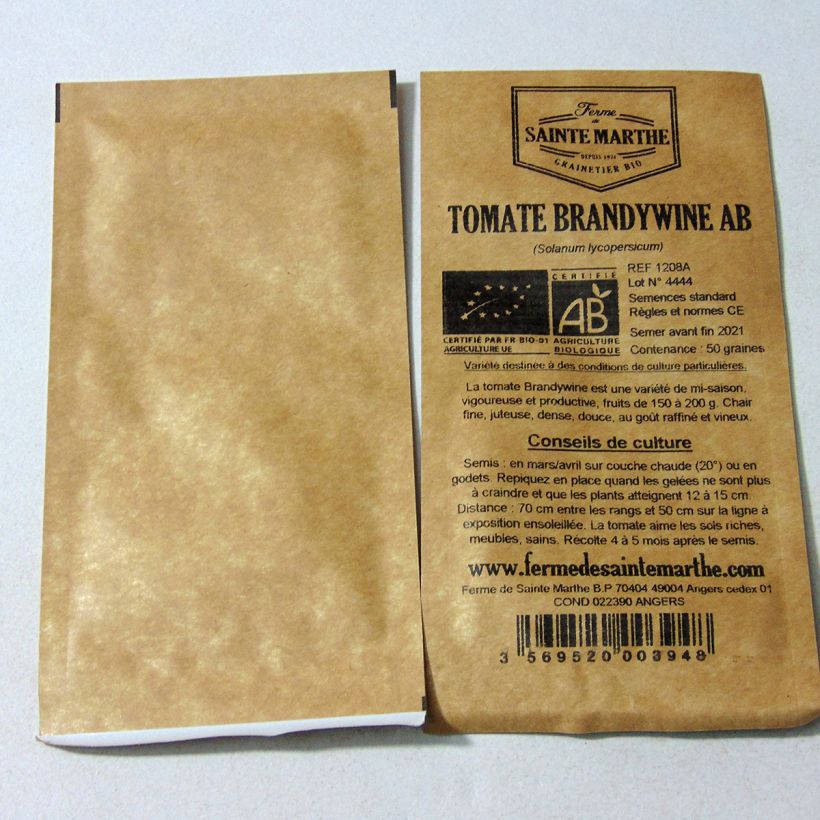 Ferme
de
SAINTE MARTHE
DEPUIS 1974
GRAINETIER BIO
TOMATE BRANDYWINE AB
(Solanum lycopersicum)
CERTIFIÉ
AB
AGRICULTURE
BIOLOGIQUE
CERTIFIÉ PAR FR-BIO-01
AGRICULTURE UE
REF 1208A
Lot N° 4444
Semences standard
Règles et normes CE
Semer avant fin 2021
Contenance : 50 graines
Variété destinée à des conditions de culture particulières.
La tomate Brandywine est une variété de mi-saison,
vigoureuse et productive, fruits de 150 à 200 g. Chair
fine, juteuse, dense, douce, au goût raffiné et vineux.
Conseils de culture
Semis : en mars/avril sur couche chaude (20°) ou en
godets. Repiquez en place quand les gelées ne sont plus
à craindre et que les plants atteignent 12 à 15 cm.
Distance : 70 cm entre les rangs et 50 cm sur la ligne à
exposition ensoleillée. La tomate aime les sols riches,
meubles, sains. Récolte 4 à 5 mois après le semis.
www.fermedesaintemarthe.com
Ferme de Sainte Marthe B.P 70404 49004 Angers cedex 01
COND 022390 ANGERS
3 569520 003948